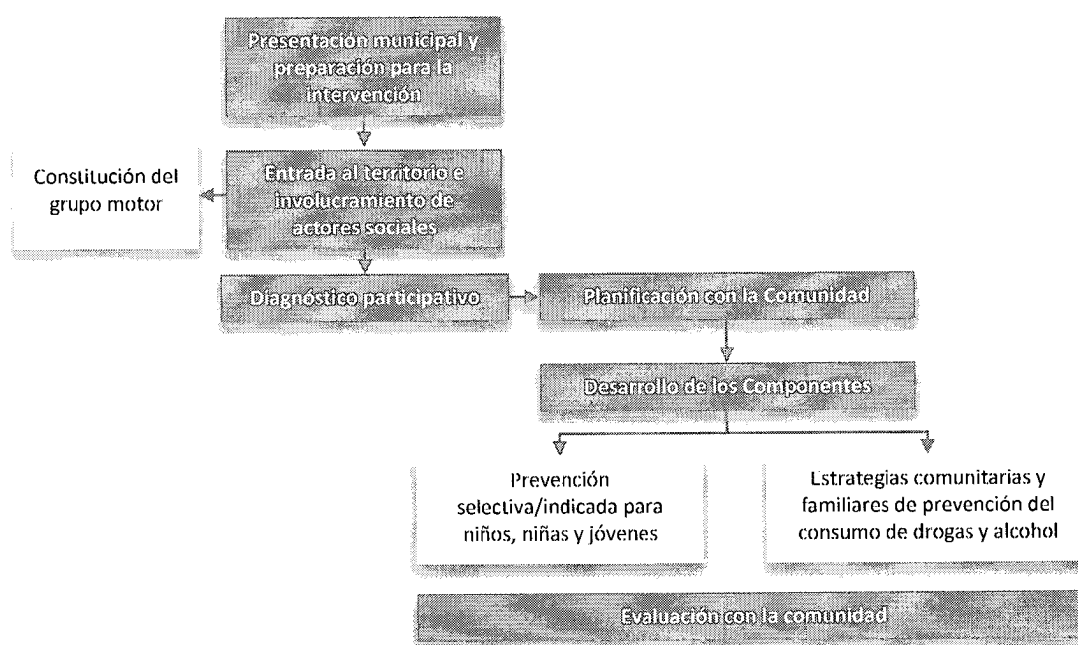 Presentación municipal y
preparación para la
intervención
Constitución del
grupo motor
Entrada al territorio e
involucramiento de
actores sociales
Diagnóstico participativo
Planificación con la Comunidad
Desarrollo de los Componentes
Prevención
selectiva/indicada para
niños, niñas y jóvenes
Estrategias comunitarias y
familiares de prevención del
consumo de drogas y alcohol
Evaluación con la comunidad